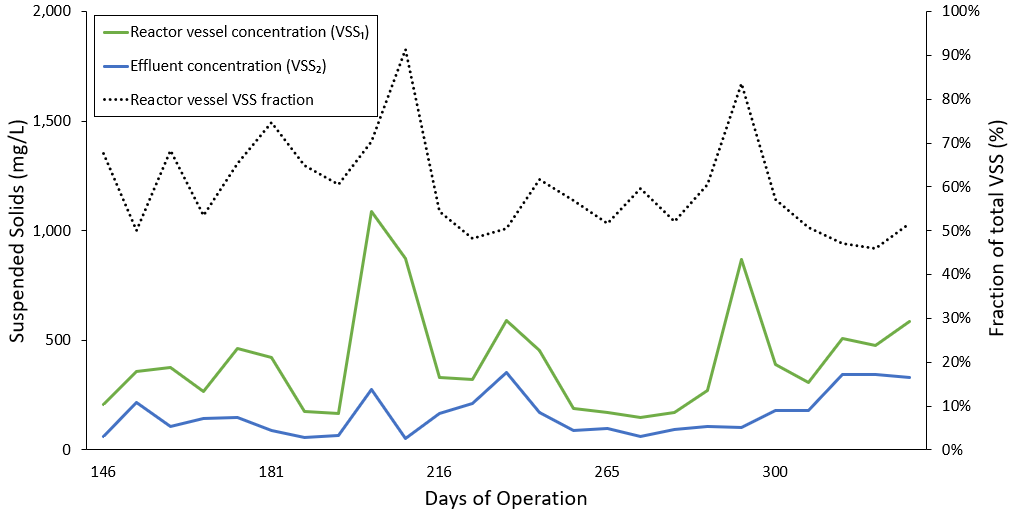 2,000
1,500
1,000
500
0
Suspended Solids (mg/L)
Reactor vessel concentration (VSS₁)
Effluent concentration (VSS₂)
Reactor vessel VSS fraction
100%
90%
80%
70%
60%
50%
40%
30%
20%
10%
0%
Fraction of total VSS (%)
146 181 216 265 300
Days of Operation